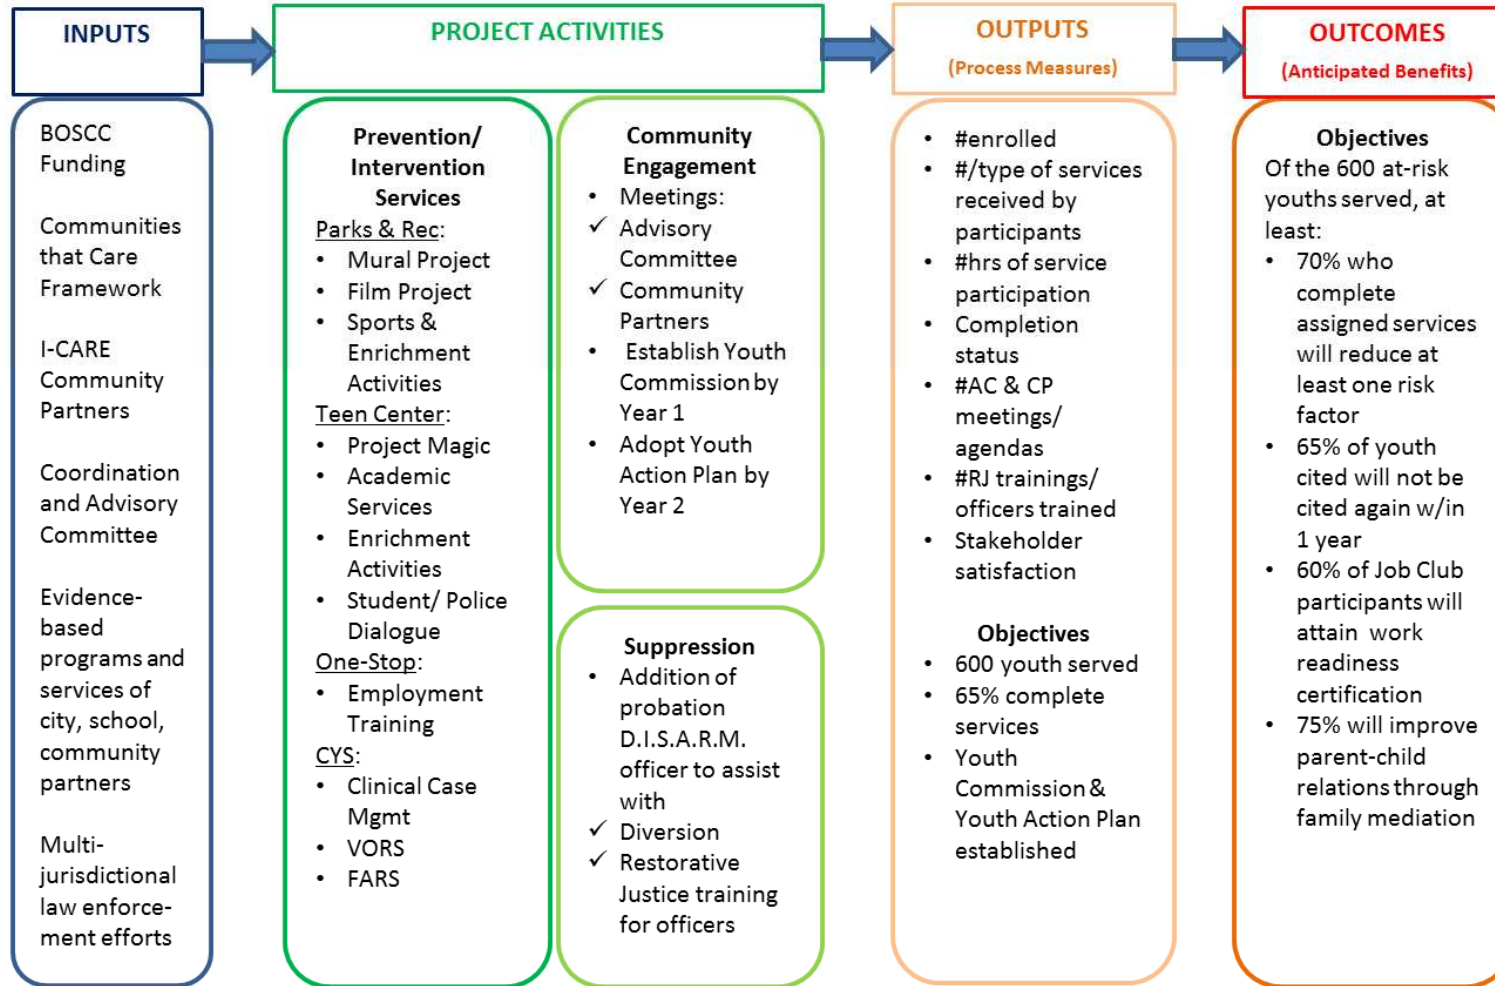 INPUTS
PROJECT ACTIVITIES
OUTPUTS
(Process Measures)
OUTCOMES
(Anticipated Benefits)
BOSCC
Funding
Communities
that Care
Framework
I-CARE
Community
Partners
Coordination
and Advisory
Committee
Evidence-
based
programs and
services of
city, school,
community
partners
Multi-
jurisdictional
law enforce-
ment efforts
Prevention/
Intervention
Services
Parks & Rec:
• Mural Project
• Film Project
• Sports &
Enrichment
Activities
Teen Center:
• Project Magic
• Academic
Services
• Enrichment
Activities
• Student/ Police
Dialogue
One-Stop:
• Employment
Training
CYS:
• Clinical Case
Mgmt
• VORS
• FARS
Community
Engagement
• Meetings:
✓ Advisory
Committee
✓ Community
Partners
• Establish Youth
Commission by
Year 1
• Adopt Youth
Action Plan by
Year 2
Suppression
• Addition of
probation
D.I.S.A.R.M.
officer to assist
with
✓ Diversion
✓ Restorative
Justice training
for officers
• #enrolled
• #/type of services
received by
participants
• #hrs of service
participation
• Completion
status
• #AC & CP
meetings/
agendas
• #RJ trainings/
officers trained
• Stakeholder
satisfaction
Objectives
• 600 youth served
• 65% complete
services
• Youth
Commission &
Youth Action Plan
established
Objectives
Of the 600 at-risk
youths served, at
least:
• 70% who
complete
assigned services
will reduce at
least one risk
factor
• 65% of youth
cited will not be
cited again w/in
1 year
• 60% of Job Club
participants will
attain work
readiness
certification
• 75% will improve
parent-child
relations through
family mediation